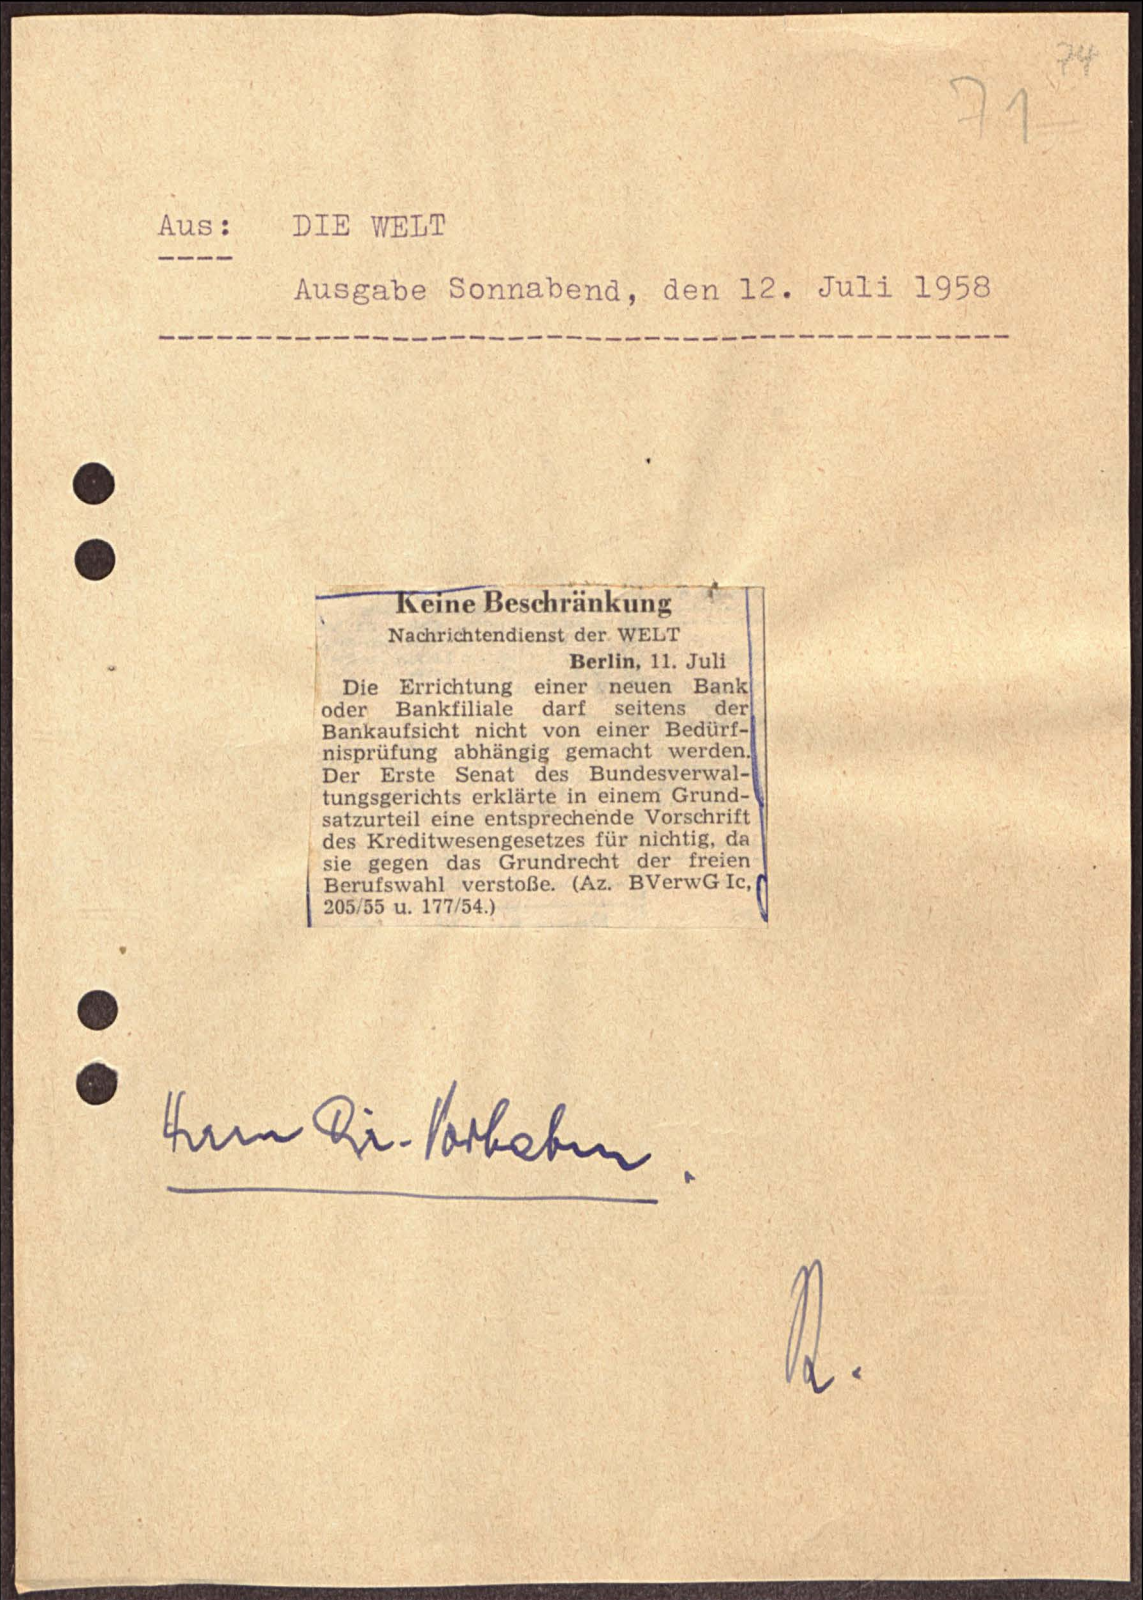 74
71
Aus: DIE WELT
Ausgabe Sonnabend, den 12. Juli 1958
Keine Beschränkung
Nachrichtendienst der WELT
Berlin, 11. Juli
Die Errichtung einer neuen Bank
oder Bankfiliale darf seitens der
Bankaufsicht nicht von einer Bedürf-
nisprüfung abhängig gemacht werden.
Der Erste Senat des Bundesverwal-
tungsgerichts erklärte in einem Grund-
satzurteil eine entsprechende Vorschrift
des Kreditwesengesetzes für nichtig, da
sie gegen das Grundrecht der freien
Berufswahl verstoße. (Az. BVerwG Ic,
205/55 u. 177/54.)
Herrn Dir.
R.